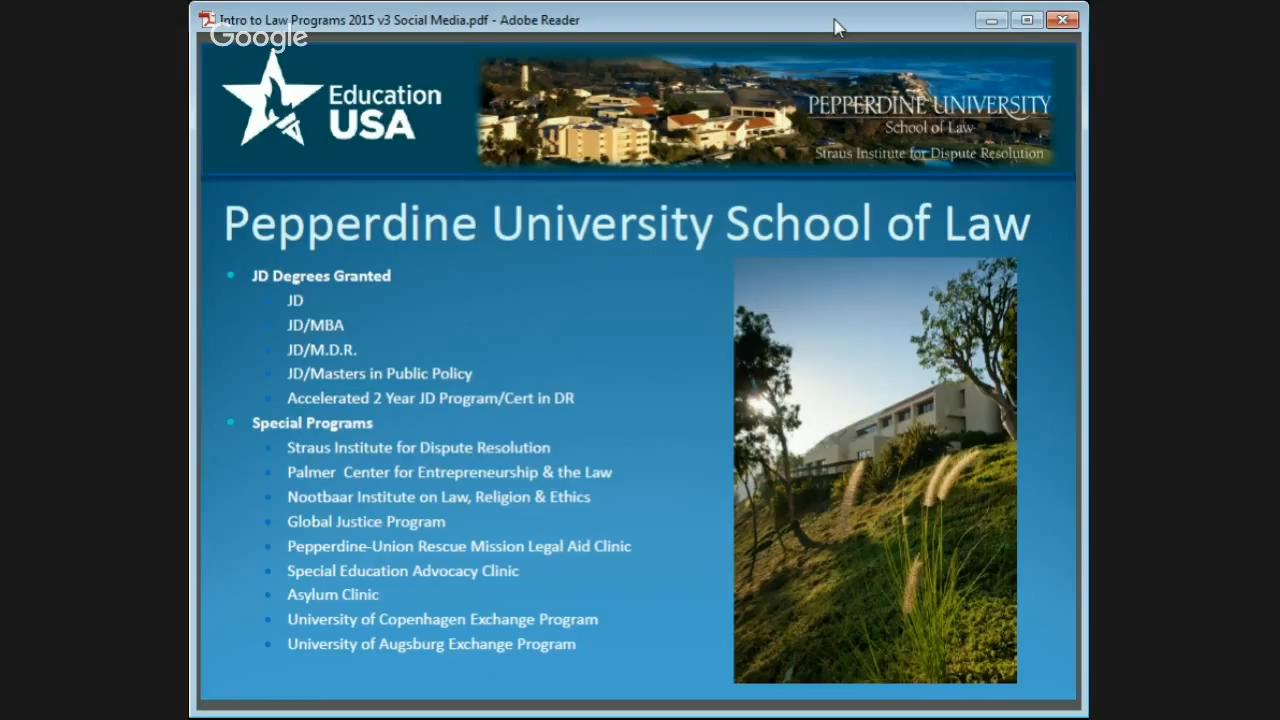 Intro to Law Programs 2015 v3 Social Media.pdf - Adobe Reader
Google
Education
USA
PEPPERDINE UNIVERSITY
School of Law
Straus Institute for Dispute Resolution
Pepperdine University School of Law
• JD Degrees Granted
• JD
• JD/MBA
• JD/M.D.R.
• JD/Masters in Public Policy
• Accelerated 2 Year JD Program/Cert in DR
• Special Programs
• Straus Institute for Dispute Resolution
• Palmer Center for Entrepreneurship & the Law
• Nootbaar Institute on Law, Religion & Ethics
• Global Justice Program
• Pepperdine-Union Rescue Mission Legal Aid Clinic
• Special Education Advocacy Clinic
• Asylum Clinic
• University of Copenhagen Exchange Program
• University of Augsburg Exchange Program